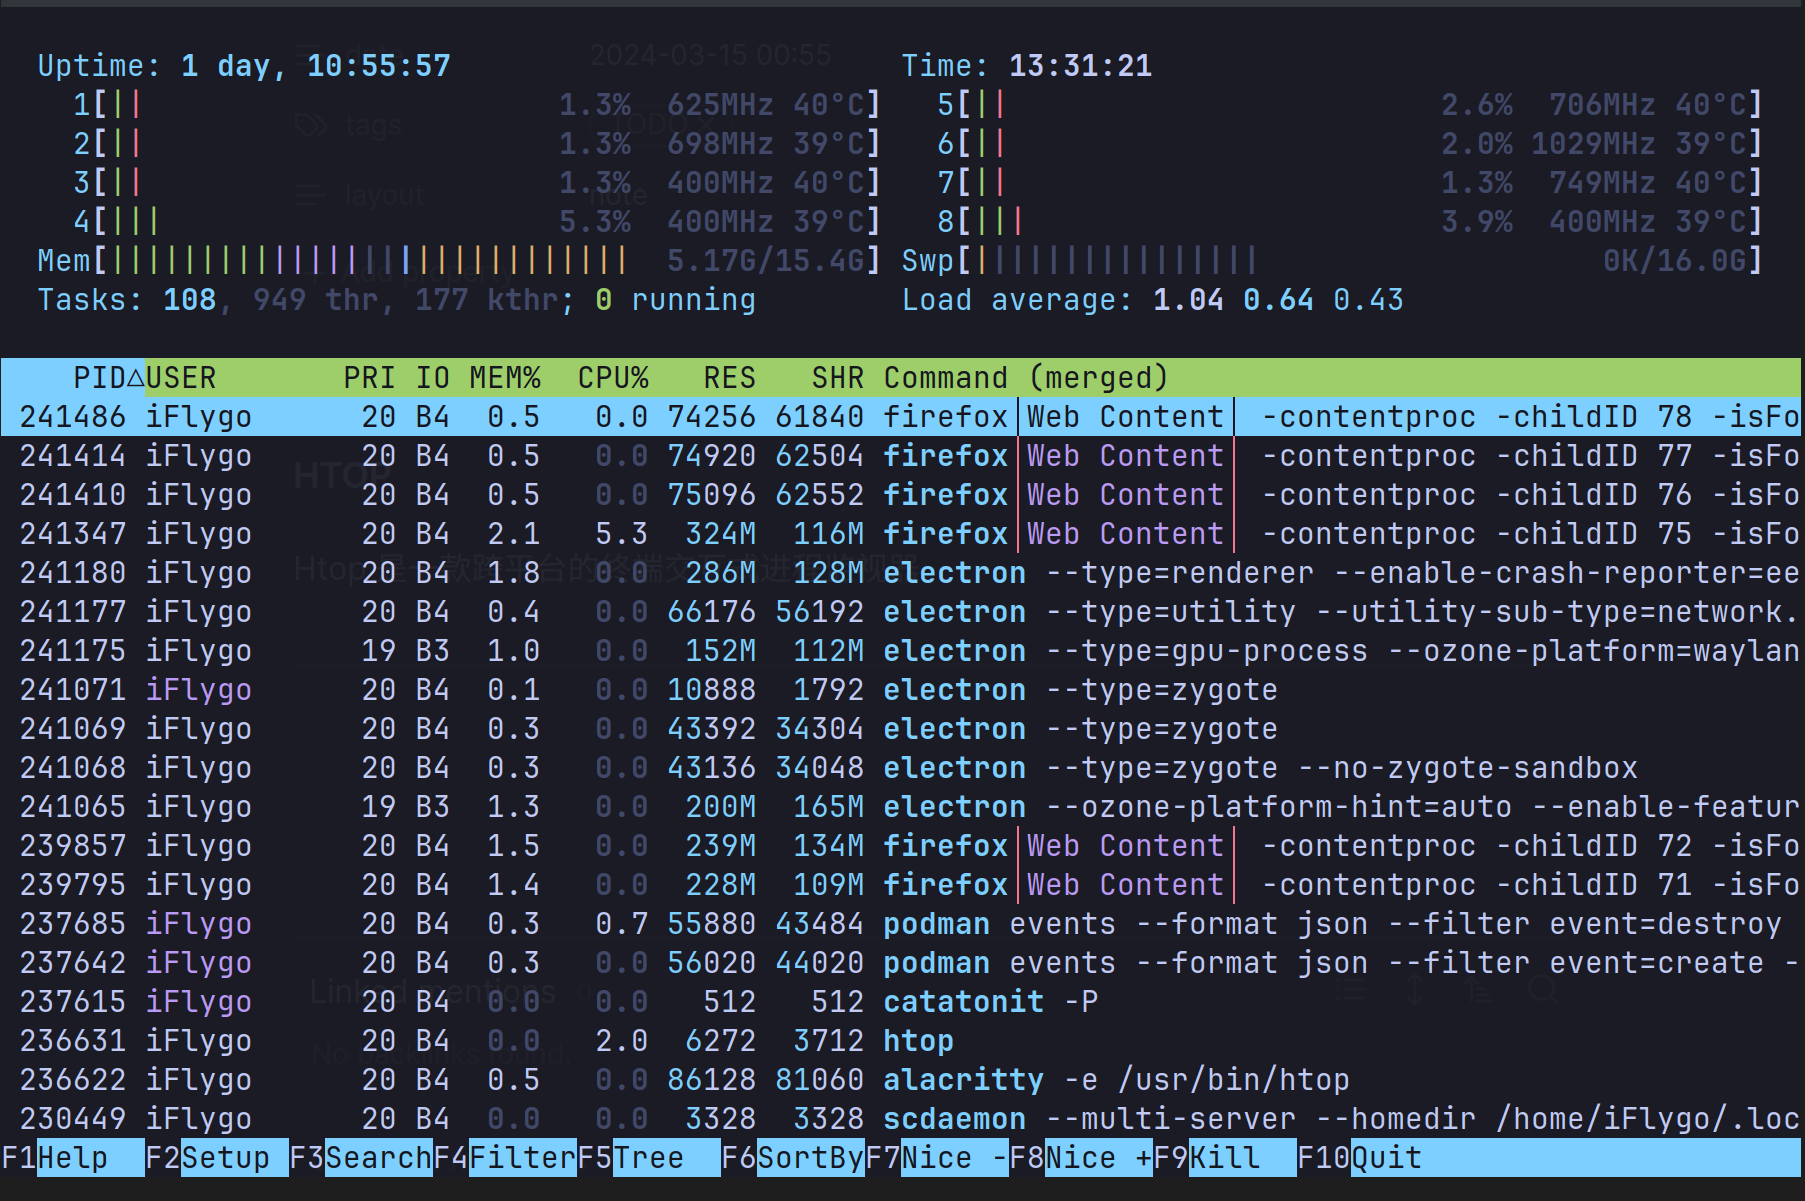 Uptime: 1 day, 10:55:57 Time: 13:31:21
1[|| 1.3% 625MHz 40°C] 5[|| 2.6% 706MHz 40°C]
2[|| 1.3% 698MHz 39°C] 6[|| 2.0% 1029MHz 39°C]
3[|| 1.3% 400MHz 40°C] 7[|| 1.3% 749MHz 40°C]
4[||| 5.3% 400MHz 39°C] 8[||| 3.9% 400MHz 39°C]
Mem[||||||||||||||||||||||||||||| 5.17G/15.4G] Swp[|||||||||||||||| 0K/16.0G]
Tasks: 108, 949 thr, 177 kthr; 0 running Load average: 1.04 0.64 0.43
PID△USER PRI IO MEM% CPU% RES SHR Command (merged)
241486 iFlygo 20 B4 0.5 0.0 74256 61840 firefox│Web Content│ -contentproc -childID 78 -isFo
241414 iFlygo 20 B4 0.5 0.0 74920 62504 firefox│Web Content│ -contentproc -childID 77 -isFo
241410 iFlygo 20 B4 0.5 0.0 75096 62552 firefox│Web Content│ -contentproc -childID 76 -isFo
241347 iFlygo 20 B4 2.1 5.3 324M 116M firefox│Web Content│ -contentproc -childID 75 -isFo
241180 iFlygo 20 B4 1.8 0.0 286M 128M electron --type=renderer --enable-crash-reporter=ee
241177 iFlygo 20 B4 0.4 0.0 66176 56192 electron --type=utility --utility-sub-type=network.
241175 iFlygo 19 B3 1.0 0.0 152M 112M electron --type=gpu-process --ozone-platform=waylan
241071 iFlygo 20 B4 0.1 0.0 10888 1792 electron --type=zygote
241069 iFlygo 20 B4 0.3 0.0 43392 34304 electron --type=zygote
241068 iFlygo 20 B4 0.3 0.0 43136 34048 electron --type=zygote --no-zygote-sandbox
241065 iFlygo 19 B3 1.3 0.0 200M 165M electron --ozone-platform-hint=auto --enable-featur
239857 iFlygo 20 B4 1.5 0.0 239M 134M firefox│Web Content│ -contentproc -childID 72 -isFo
239795 iFlygo 20 B4 1.4 0.0 228M 109M firefox│Web Content│ -contentproc -childID 71 -isFo
237685 iFlygo 20 B4 0.3 0.7 55880 43484 podman events --format json --filter event=destroy
237642 iFlygo 20 B4 0.3 0.0 56020 44020 podman events --format json --filter event=create -
237615 iFlygo 20 B4 0.0 0.0 512 512 catatonit -P
236631 iFlygo 20 B4 0.0 2.0 6272 3712 htop
236622 iFlygo 20 B4 0.5 0.0 86128 81060 alacritty -e /usr/bin/htop
230449 iFlygo 20 B4 0.0 0.0 3328 3328 scdaemon --multi-server --homedir /home/iFlygo/.loc
F1Help F2Setup F3SearchF4FilterF5Tree F6SortByF7Nice -F8Nice +F9Kill F10Quit
2024-03-15 00:55
tags
layout
note
HTOP
Linked mentions